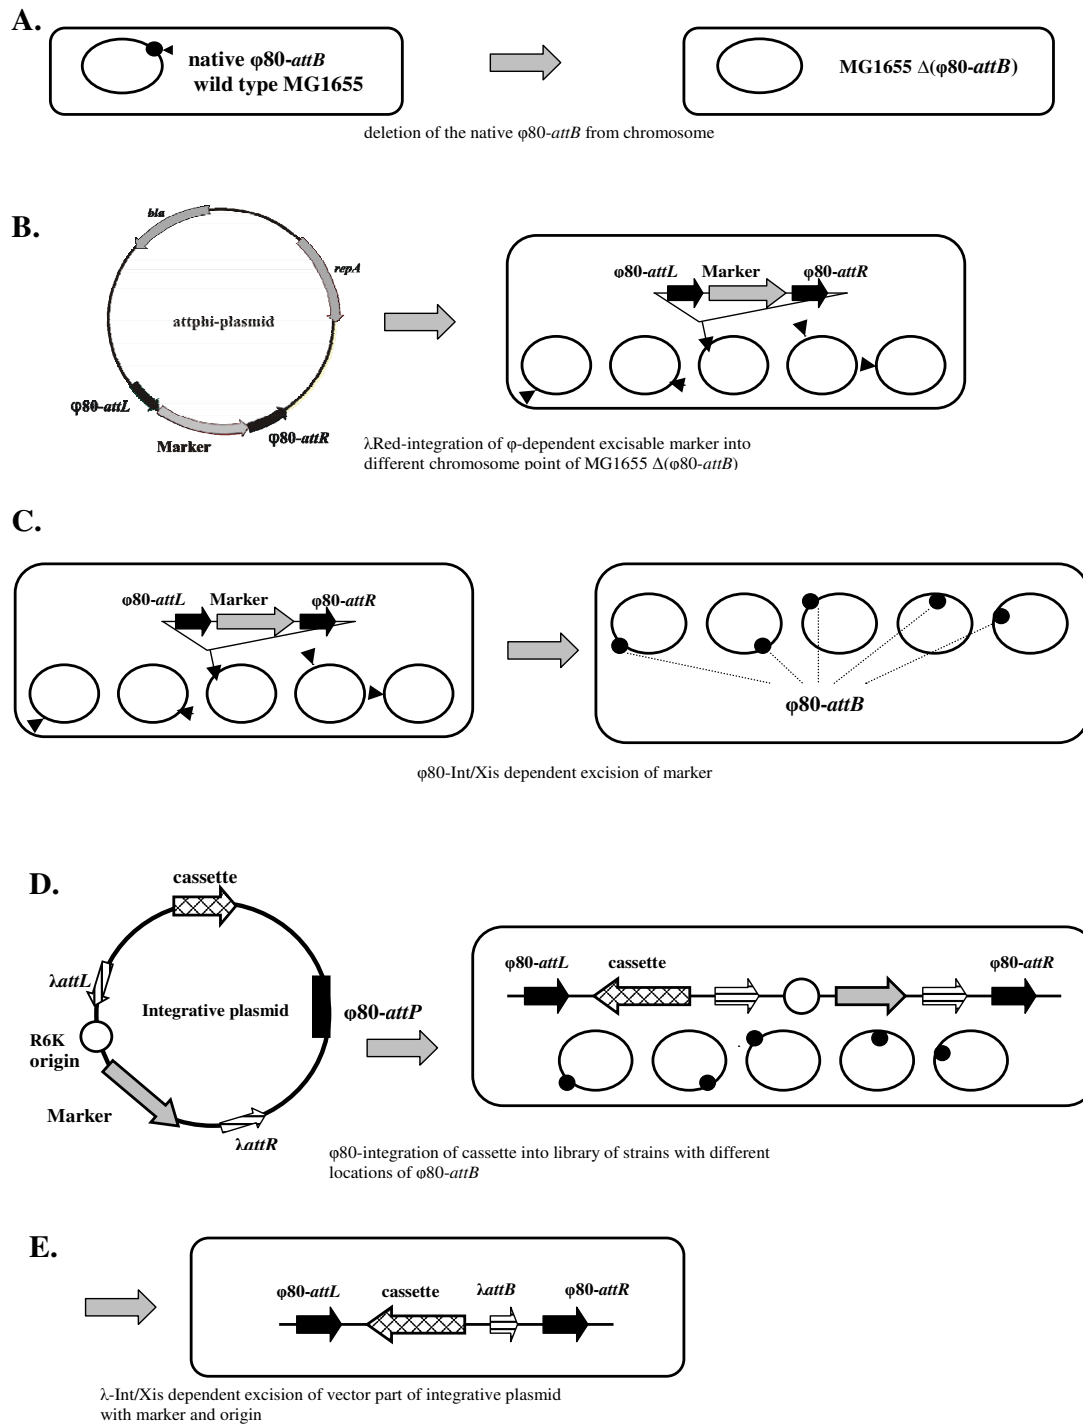 A.
native φ80-attB
wild type MG1655
MG1655 Δ(φ80-attB)
deletion of the native φ80-attB from chromosome
B.
bla
repA
attphi-plasmid
φ80-attL
Marker
φ80-attR
φ80-attL Marker φ80-attR
λRed-integration of φ-dependent excisable marker into
different chromosome point of MG1655 Δ(φ80-attB)
C.
φ80-attL Marker φ80-attR
φ80-attB
φ80-Int/Xis dependent excision of marker
D.
cassette
λattL
Integrative plasmid
φ80-attP
R6K
origin
Marker
λattR
φ80-attL cassette φ80-attR
φ80-integration of cassette into library of strains with different
locations of φ80-attB
E.
φ80-attL cassette λattB φ80-attR
λ-Int/Xis dependent excision of vector part of integrative plasmid
with marker and origin